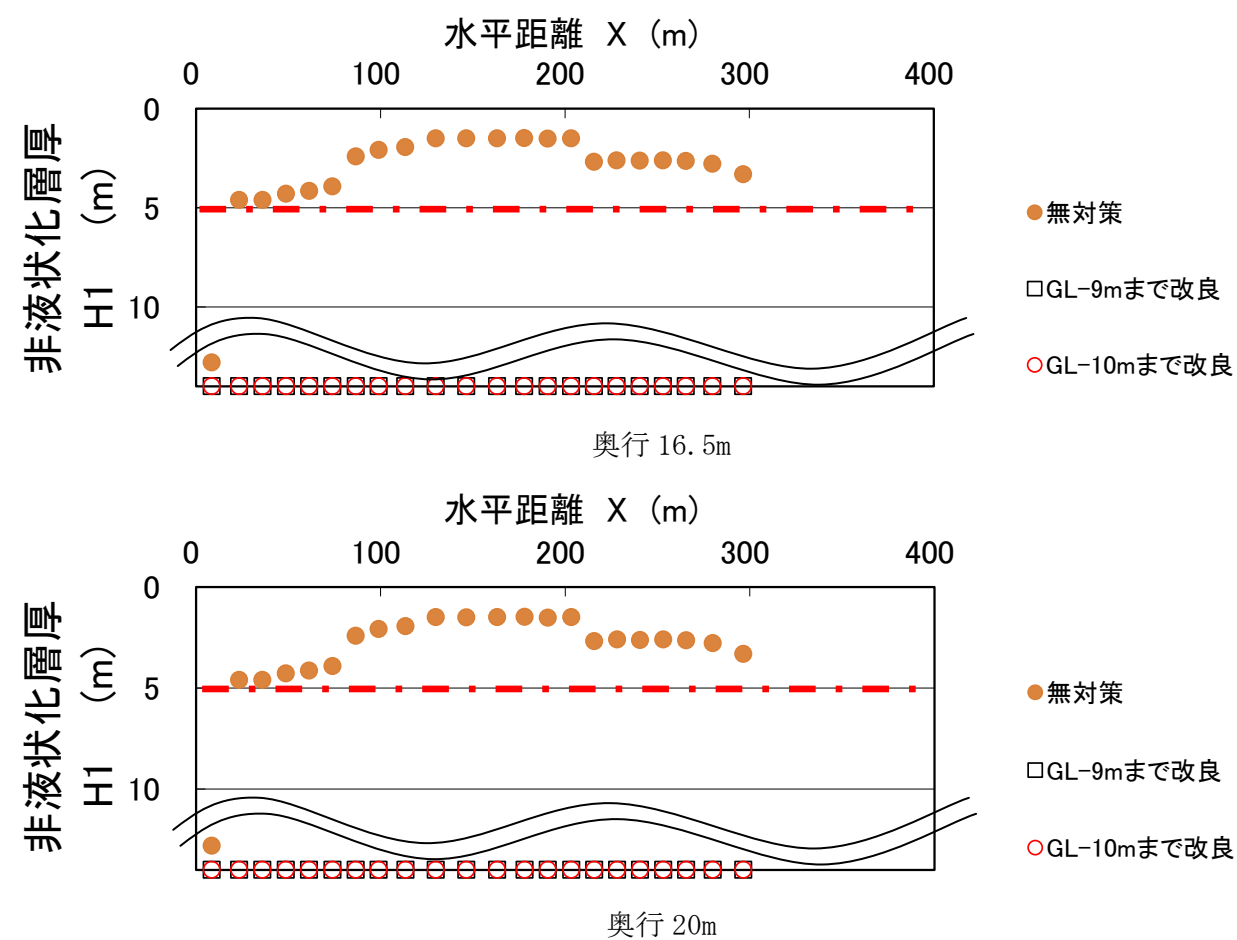 水平距離 X (m)
0 100 200 300 400
非液状化層厚
H1 (m)
0
5
10
●無対策
□GL-9mまで改良
○GL-10mまで改良
奥行 16.5m
水平距離 X (m)
0 100 200 300 400
非液状化層厚
H1 (m)
0
5
10
●無対策
□GL-9mまで改良
○GL-10mまで改良
奥行 20m